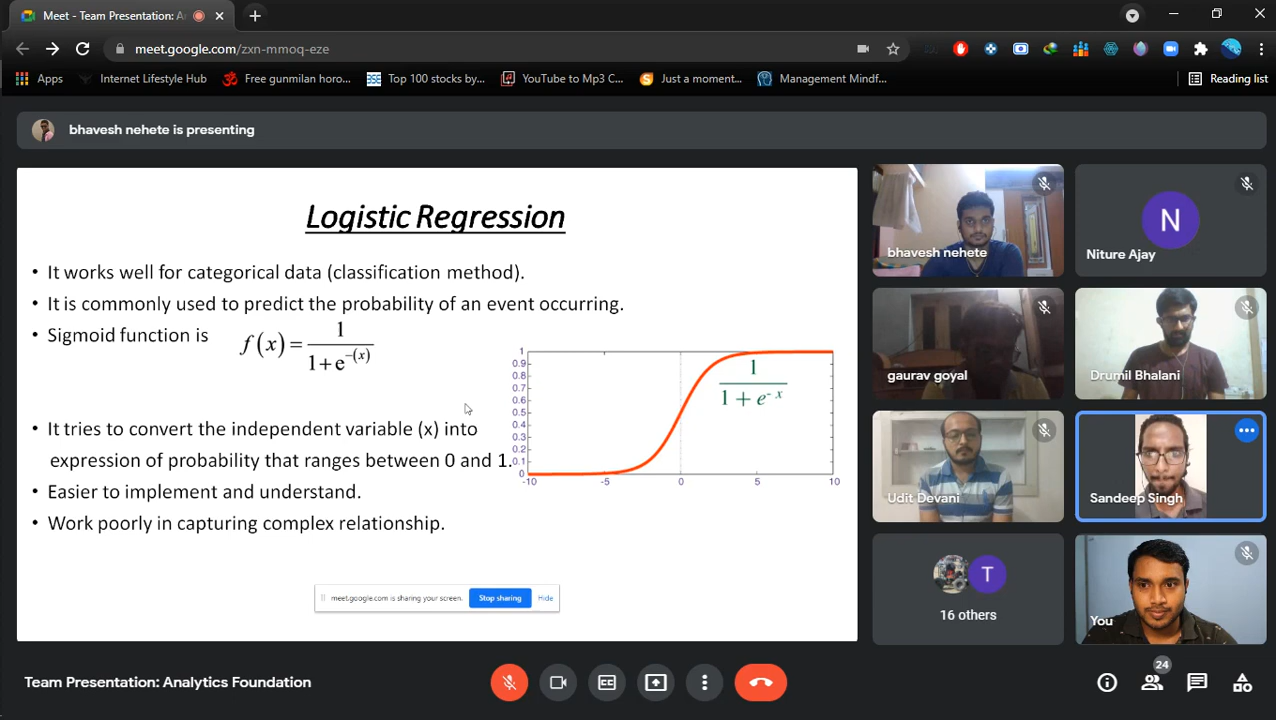 Meet - Team Presentation: A
meet.google.com/zxn-mmoq-eze
Apps
Internet Lifestyle Hub
Free gunmilan horo...
Top 100 stocks by...
YouTube to Mp3 C...
Just a moment...
Management Mindf...
Reading list
bhavesh nehete is presenting
Logistic Regression
• It works well for categorical data (classification method).
• It is commonly used to predict the probability of an event occurring.
• Sigmoid function is f(x) = 1 / (1 + e^-(x))
• It tries to convert the independent variable (x) into
expression of probability that ranges between 0 and 1.
• Easier to implement and understand.
• Work poorly in capturing complex relationship.
1
0.9
0.8
0.7
0.6
0.5
0.4
0.3
0.2
0.1
0
-10 -5 0 5 10
1 / (1 + e^-x)
meet.google.com is sharing your screen. Stop sharing Hide
bhavesh nehete
N
Niture Ajay
gaurav goyal
Drumil Bhalani
Udit Devani
Sandeep Singh
T
16 others
You
Team Presentation: Analytics Foundation
CC
24